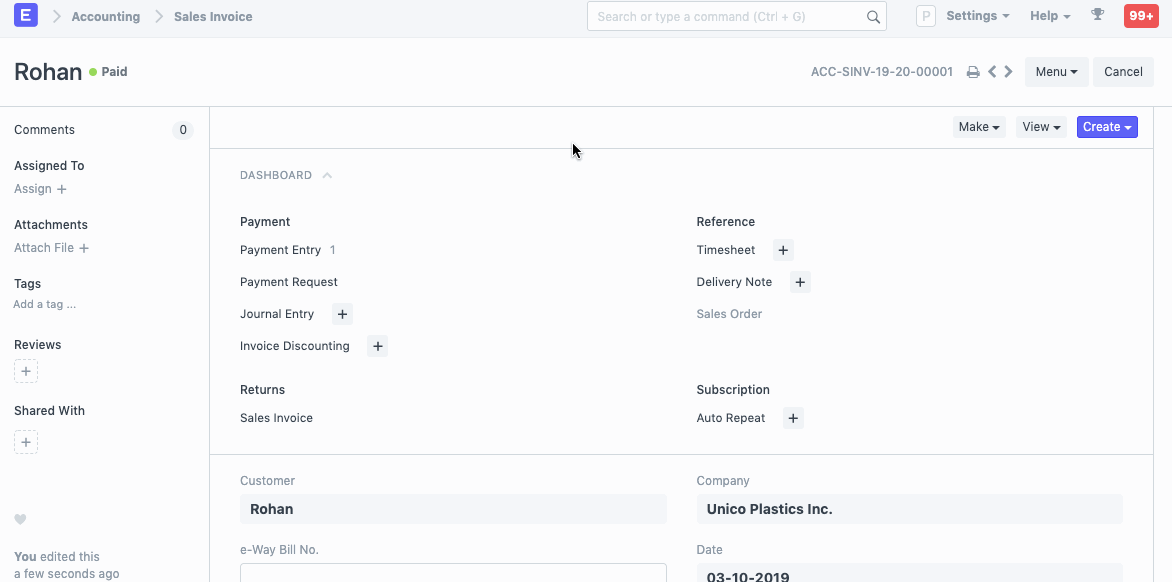 E Accounting Sales Invoice Search or type a command (Ctrl + G) P Settings Help 99+
Rohan Paid ACC-SINV-19-20-00001 Menu Cancel
Comments 0
Make View Create
Assigned To
Assign +
Attachments
Attach File +
Tags
Add a tag ...
Reviews
+
Shared With
+
You edited this
a few seconds ago
DASHBOARD
Payment
Payment Entry 1
Payment Request
Journal Entry +
Invoice Discounting +
Reference
Timesheet +
Delivery Note +
Sales Order
Returns
Sales Invoice
Subscription
Auto Repeat +
Customer
Rohan
Company
Unico Plastics Inc.
e-Way Bill No.
Date
03-10-2019